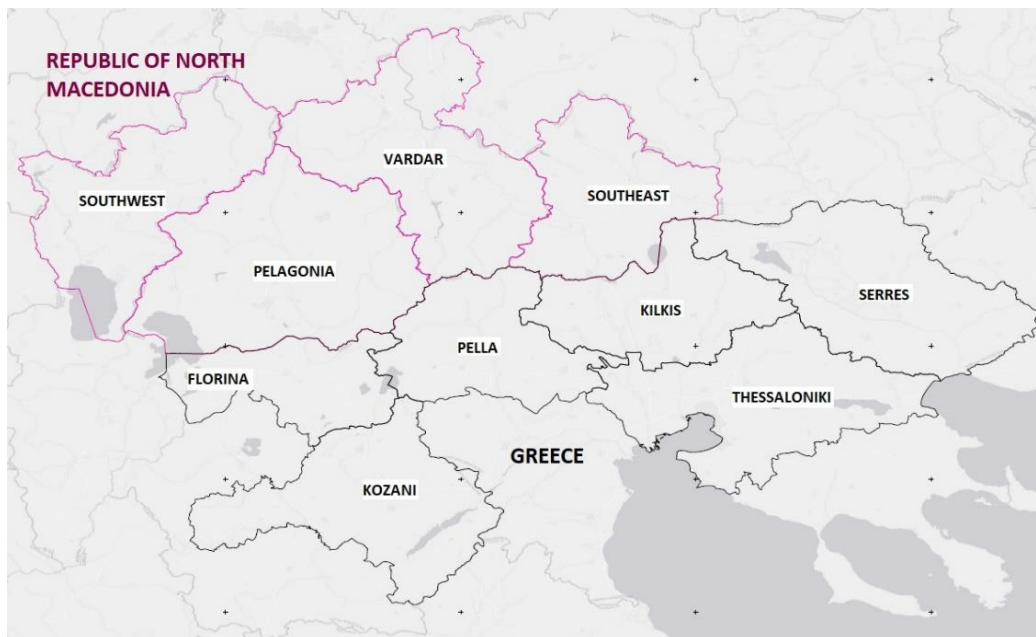 REPUBLIC OF NORTH
MACEDONIA
VARDAR
SOUTHWEST
SOUTHEAST
PELAGONIA
SERRES
KILKIS
PELLA
FLORINA
THESSALONIKI
GREECE
KOZANI